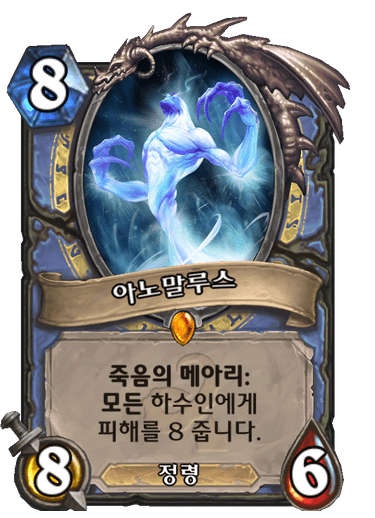 8
아노말루스
죽음의 메아리:
모든 하수인에게
피해를 8 줍니다.
8
정령
6